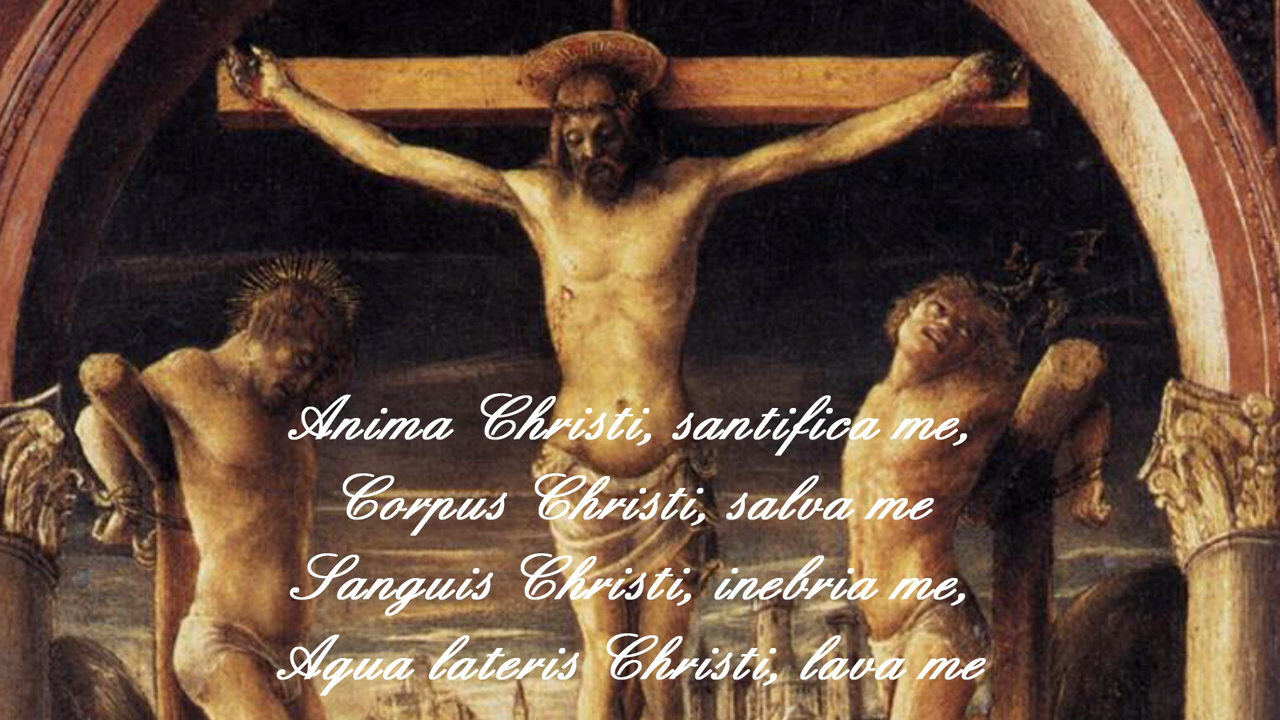 Anima Christi, santifica me,
Corpus Christi, salva me
Sanguis Christi, inebria me,
Aqua lateris Christi, lava me